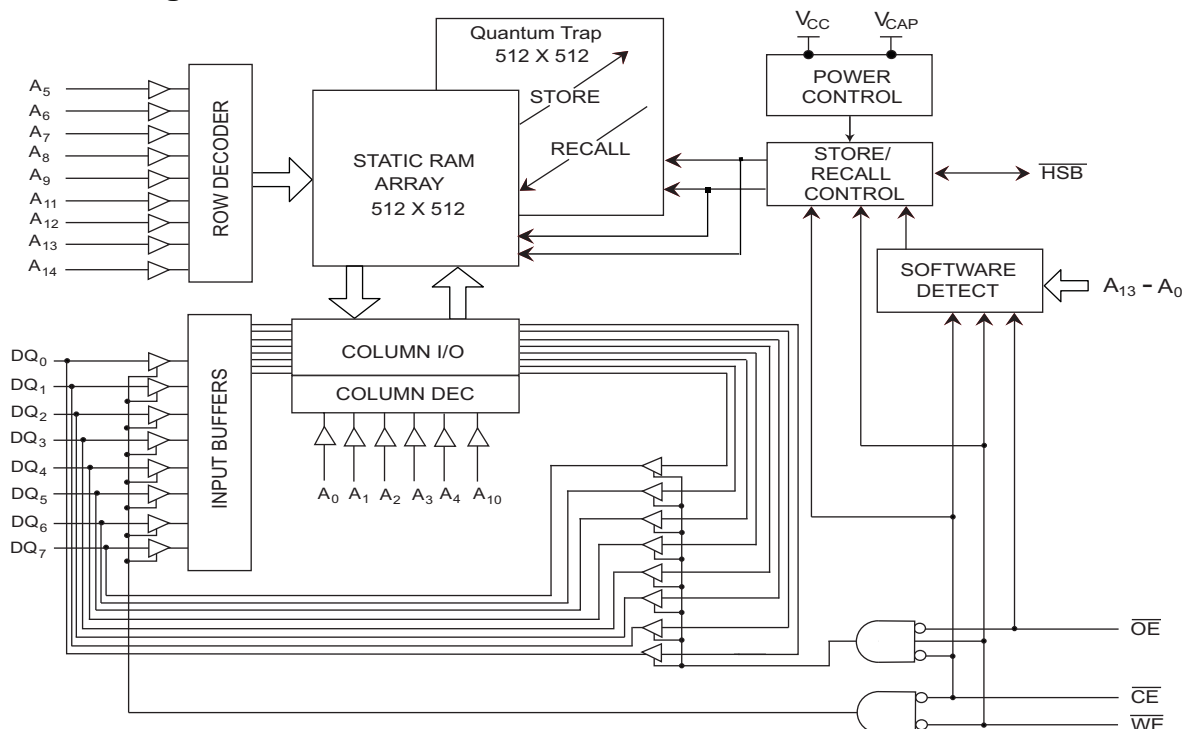 Quantum Trap
512 X 512
STORE
RECALL
STATIC RAM
ARRAY
512 X 512
ROW DECODER
A5
A6
A7
A8
A9
A11
A12
A13
A14
VCC
VCAP
POWER
CONTROL
STORE/
RECALL
CONTROL
HSB
SOFTWARE
DETECT
A13 – A0
COLUMN I/O
COLUMN DEC
A0 A1 A2 A3 A4 A10
INPUT BUFFERS
DQ0
DQ1
DQ2
DQ3
DQ4
DQ5
DQ6
DQ7
OE
CE
WE